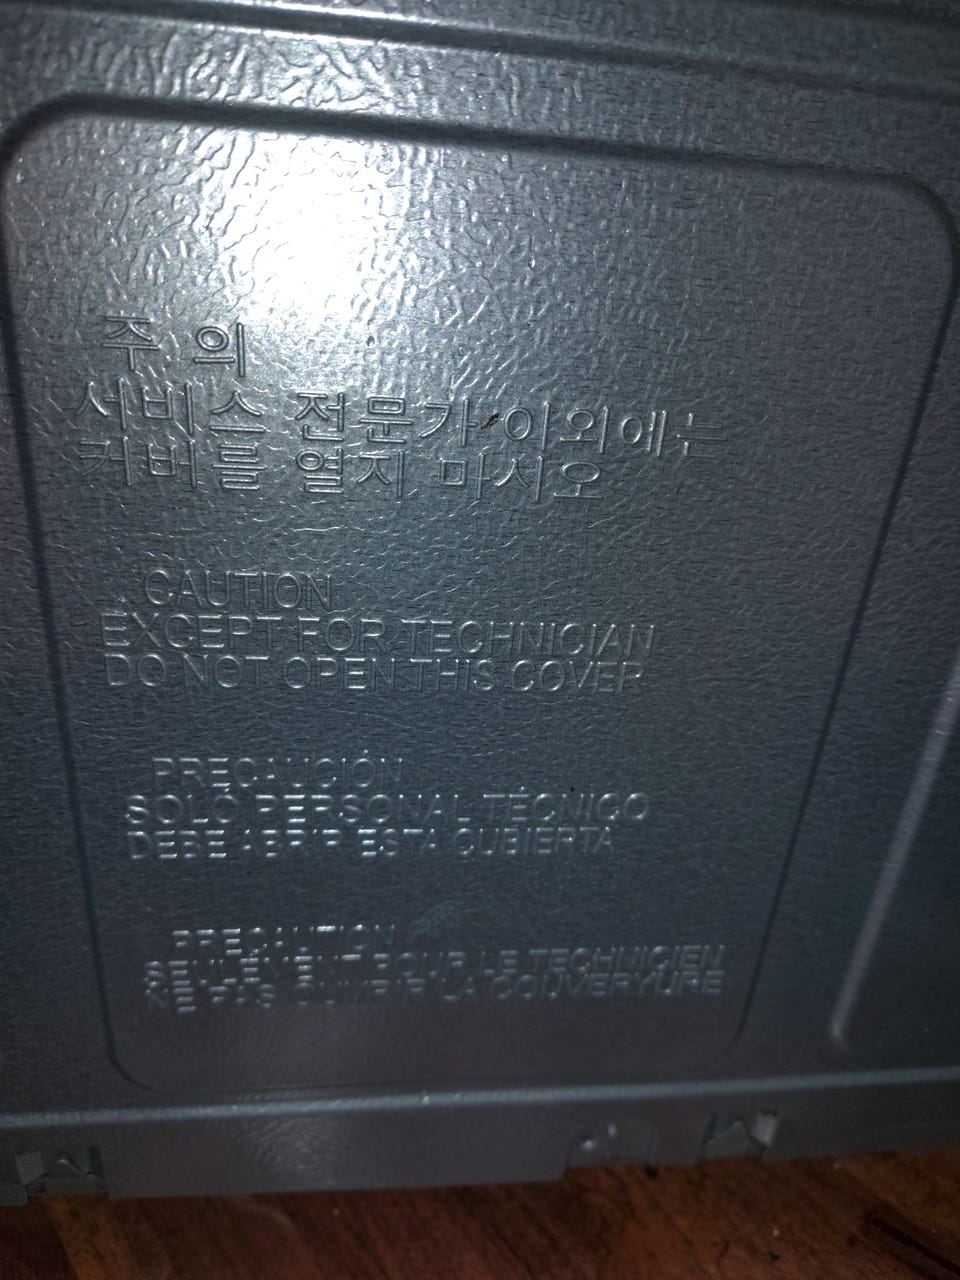 주 의
서비스 전문가 이외에는
커버를 열지 마시오
CAUTION
EXCEPT FOR TECHNICIAN
DO NOT OPEN THIS COVER
PRECAUCIÓN
SOLO PERSONAL TÉCNICO
DEBE ABRIR ESTA CUBIERTA
PRECAUTION
SEULEMENT POUR LE TECHNICIEN
NE PAS OUVRIR LA COUVERYURE